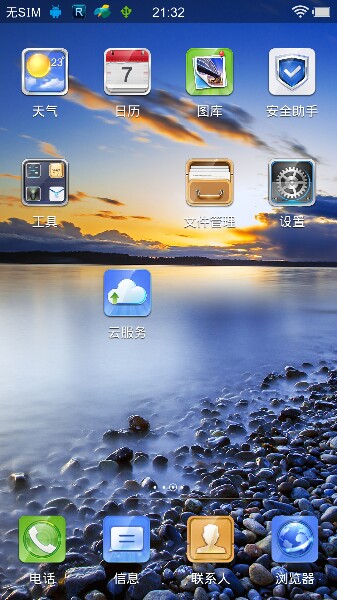 无SIM R 21:32
23°
7
天气 日历 图库 安全助手
工具 文件管理 设置
云服务
电话 信息 联系人 浏览器